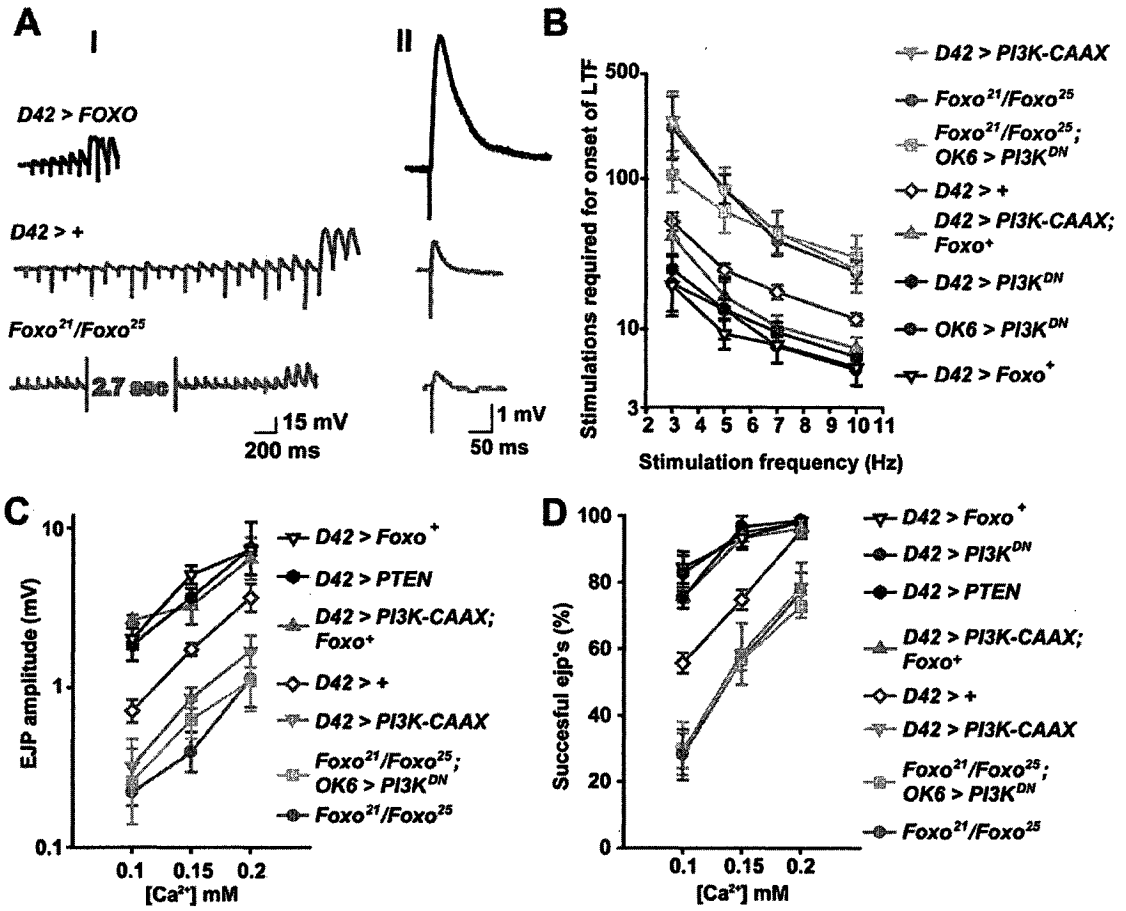 A
I
II
D42 > FOXO
D42 > +
Foxo21/Foxo25
2.7 sec
15 mV
200 ms
1 mV
50 ms
B
Stimulations required for onset of LTF
500
100
10
3
2 3 4 5 6 7 8 9 10 11
Stimulation frequency (Hz)
D42 > PI3K-CAAX
Foxo21/Foxo25
Foxo21/Foxo25;
OK6 > PI3KDN
D42 > +
D42 > PI3K-CAAX;
Foxo+
D42 > PI3KDN
OK6 > PI3KDN
D42 > Foxo+
C
EJP amplitude (mV)
10
1
0.1
0.1 0.15 0.2
[Ca2+] mM
D42 > Foxo+
D42 > PTEN
D42 > PI3K-CAAX;
Foxo+
D42 > +
D42 > PI3K-CAAX
Foxo21/Foxo25;
OK6 > PI3KDN
Foxo21/Foxo25
D
Succesful ejp's (%)
100
80
60
40
20
0
0.1 0.15 0.2
[Ca2+] mM
D42 > Foxo+
D42 > PI3KDN
D42 > PTEN
D42 > PI3K-CAAX;
Foxo+
D42 > +
D42 > PI3K-CAAX
Foxo21/Foxo25;
OK6 > PI3KDN
Foxo21/Foxo25